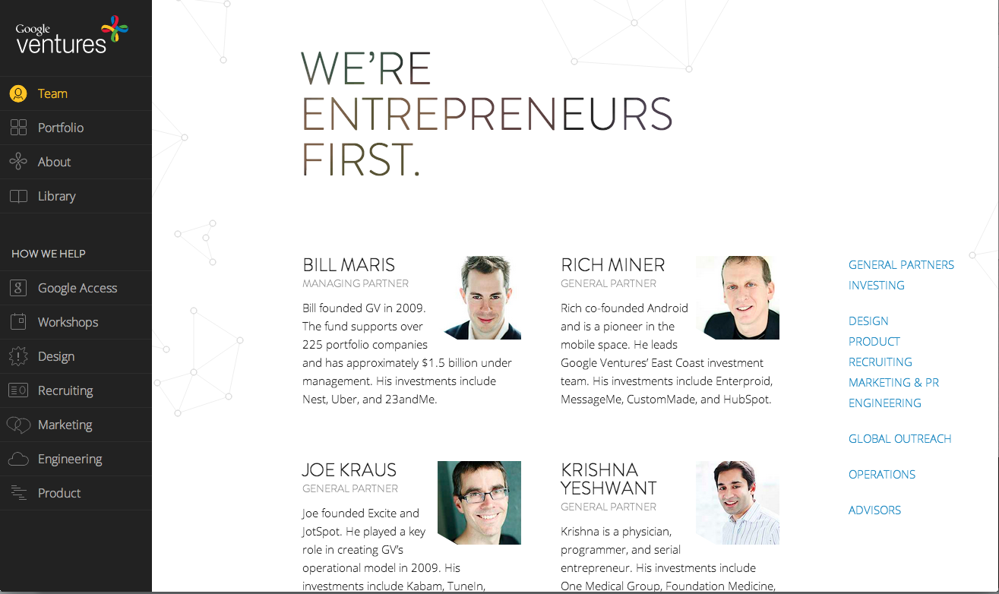 Google
ventures
Team
Portfolio
About
Library
HOW WE HELP
Google Access
Workshops
Design
Recruiting
Marketing
Engineering
Product
WE’RE
ENTREPRENEURS
FIRST.
BILL MARIS
MANAGING PARTNER
Bill founded GV in 2009.
The fund supports over
225 portfolio companies
and has approximately $1.5 billion under
management. His investments include
Nest, Uber, and 23andMe.
RICH MINER
GENERAL PARTNER
Rich co-founded Android
and is a pioneer in the
mobile space. He leads
Google Ventures’ East Coast investment
team. His investments include Enterproid,
MessageMe, CustomMade, and HubSpot.
JOE KRAUS
GENERAL PARTNER
Joe founded Excite and
JotSpot. He played a key
role in creating GV’s
operational model in 2009. His
investments include Kabam, TuneIn,
KRISHNA
YESHWANT
GENERAL PARTNER
Krishna is a physician,
programmer, and serial
entrepreneur. His investments include
One Medical Group, Foundation Medicine,
GENERAL PARTNERS
INVESTING
DESIGN
PRODUCT
RECRUITING
MARKETING & PR
ENGINEERING
GLOBAL OUTREACH
OPERATIONS
ADVISORS